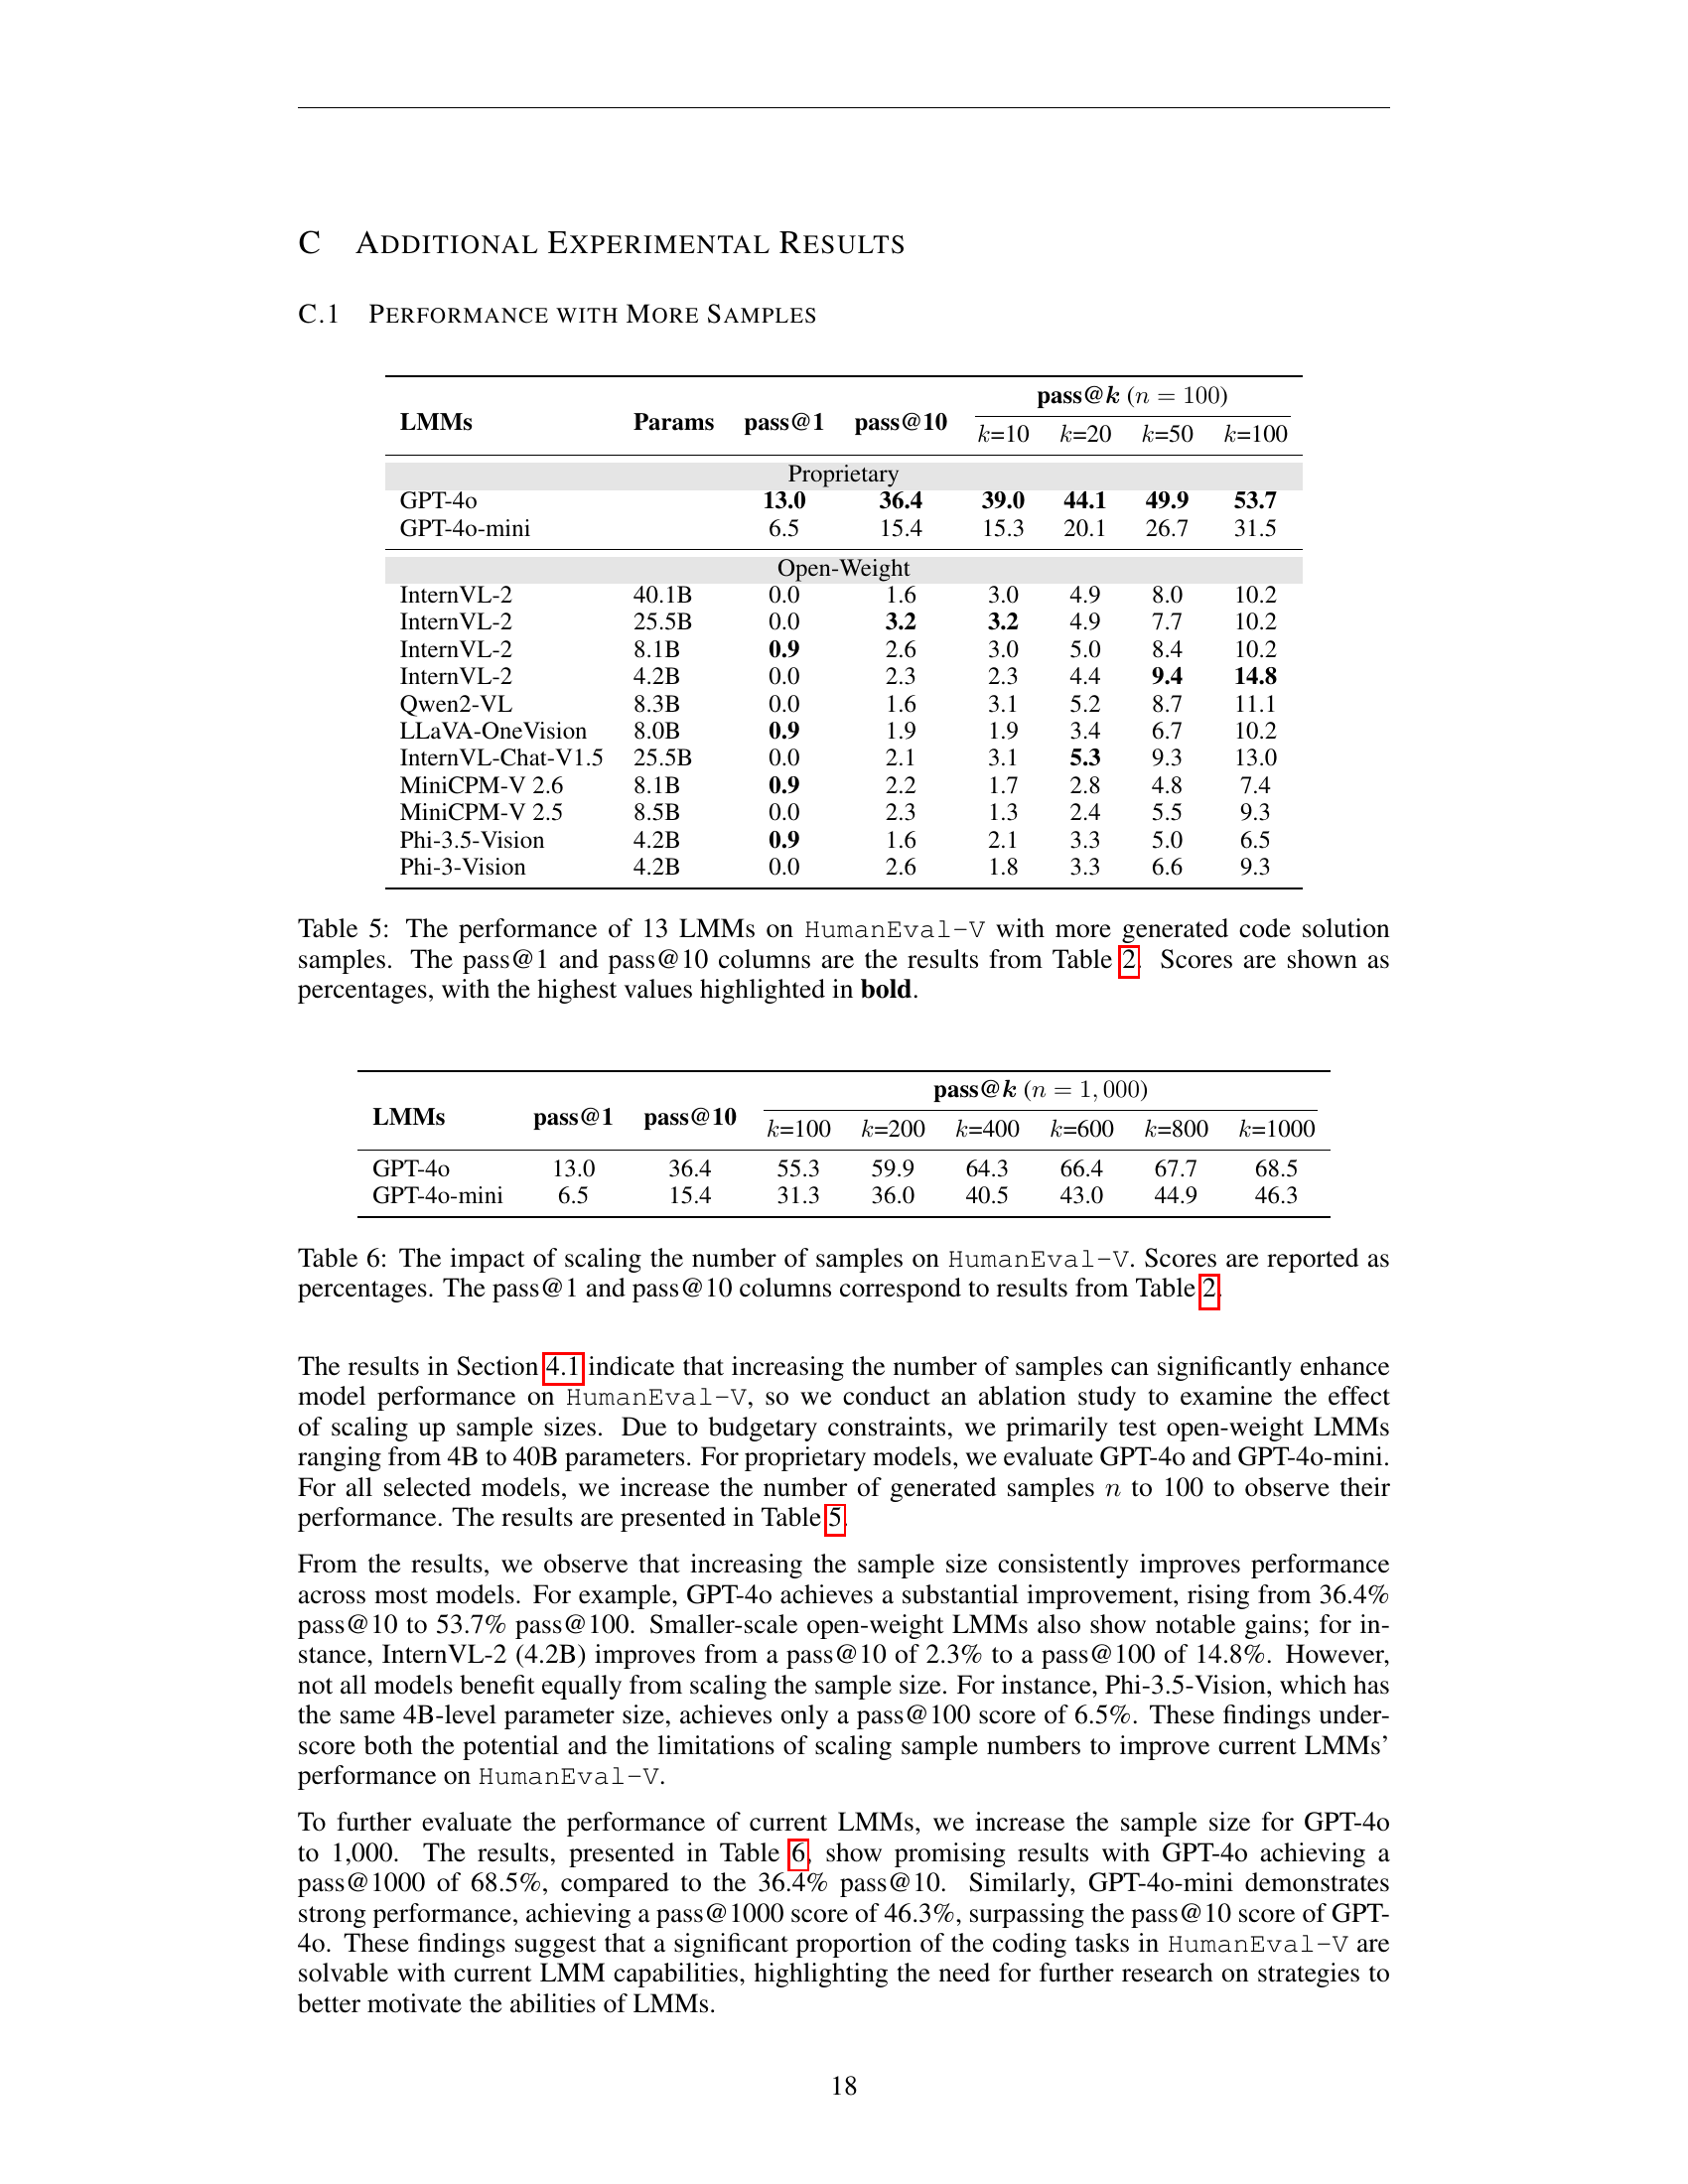 C ADDITIONAL EXPERIMENTAL RESULTS
C.1 PERFORMANCE WITH MORE SAMPLES
LMMs Params pass@1 pass@10 pass@k (n = 100)
k=10 k=20 k=50 k=100
Proprietary
GPT-4o 13.0 36.4 39.0 44.1 49.9 53.7
GPT-4o-mini 6.5 15.4 15.3 20.1 26.7 31.5
Open-Weight
InternVL-2 40.1B 0.0 1.6 3.0 4.9 8.0 10.2
InternVL-2 25.5B 0.0 3.2 3.2 4.9 7.7 10.2
InternVL-2 8.1B 0.9 2.6 3.0 5.0 8.4 10.2
InternVL-2 4.2B 0.0 2.3 2.3 4.4 9.4 14.8
Qwen2-VL 8.3B 0.0 1.6 3.1 5.2 8.7 11.1
LLaVA-OneVision 8.0B 0.9 1.9 1.9 3.4 6.7 10.2
InternVL-Chat-V1.5 25.5B 0.0 2.1 3.1 5.3 9.3 13.0
MiniCPM-V 2.6 8.1B 0.9 2.2 1.7 2.8 4.8 7.4
MiniCPM-V 2.5 8.5B 0.0 2.3 1.3 2.4 5.5 9.3
Phi-3.5-Vision 4.2B 0.9 1.6 2.1 3.3 5.0 6.5
Phi-3-Vision 4.2B 0.0 2.6 1.8 3.3 6.6 9.3
Table 5: The performance of 13 LMMs on HumanEval-V with more generated code solution
samples. The pass@1 and pass@10 columns are the results from Table 2. Scores are shown as
percentages, with the highest values highlighted in bold.
LMMs pass@1 pass@10 pass@k (n = 1, 000)
k=100 k=200 k=400 k=600 k=800 k=1000
GPT-4o 13.0 36.4 55.3 59.9 64.3 66.4 67.7 68.5
GPT-4o-mini 6.5 15.4 31.3 36.0 40.5 43.0 44.9 46.3
Table 6: The impact of scaling the number of samples on HumanEval-V. Scores are reported as
percentages. The pass@1 and pass@10 columns correspond to results from Table 2.
The results in Section 4.1 indicate that increasing the number of samples can significantly enhance
model performance on HumanEval-V, so we conduct an ablation study to examine the effect
of scaling up sample sizes. Due to budgetary constraints, we primarily test open-weight LMMs
ranging from 4B to 40B parameters. For proprietary models, we evaluate GPT-4o and GPT-4o-mini.
For all selected models, we increase the number of generated samples n to 100 to observe their
performance. The results are presented in Table 5.
From the results, we observe that increasing the sample size consistently improves performance
across most models. For example, GPT-4o achieves a substantial improvement, rising from 36.4%
pass@10 to 53.7% pass@100. Smaller-scale open-weight LMMs also show notable gains; for in-
stance, InternVL-2 (4.2B) improves from a pass@10 of 2.3% to a pass@100 of 14.8%. However,
not all models benefit equally from scaling the sample size. For instance, Phi-3.5-Vision, which has
the same 4B-level parameter size, achieves only a pass@100 score of 6.5%. These findings under-
score both the potential and the limitations of scaling sample numbers to improve current LMMs'
performance on HumanEval-V.
To further evaluate the performance of current LMMs, we increase the sample size for GPT-4o
to 1,000. The results, presented in Table 6, show promising results with GPT-4o achieving a
pass@1000 of 68.5%, compared to the 36.4% pass@10. Similarly, GPT-4o-mini demonstrates
strong performance, achieving a pass@1000 score of 46.3%, surpassing the pass@10 score of GPT-
4o. These findings suggest that a significant proportion of the coding tasks in HumanEval-V are
solvable with current LMM capabilities, highlighting the need for further research on strategies to
better motivate the abilities of LMMs.
18